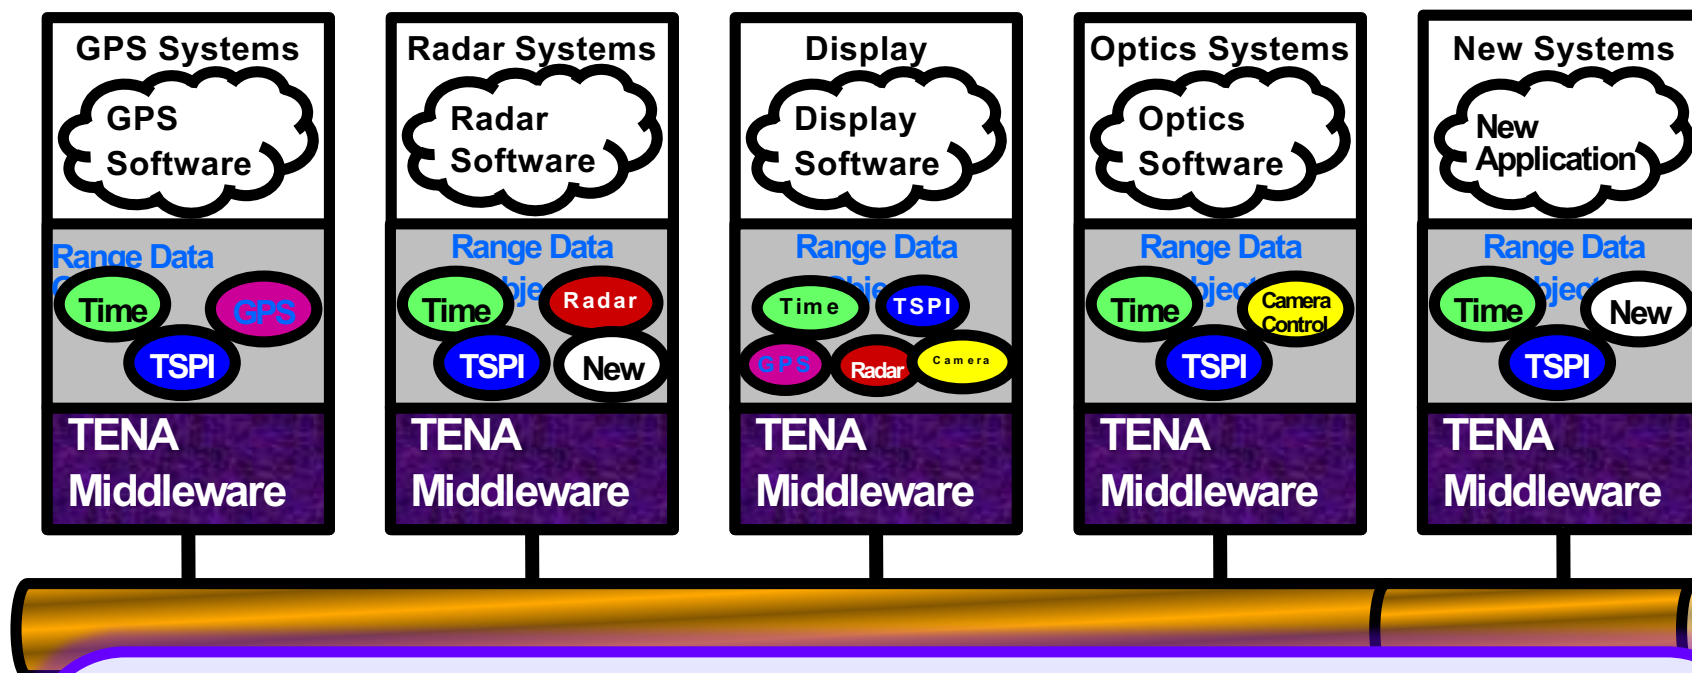 GPS Systems
GPS
Software
Range Data
Time
GPS
TSPI
TENA
Middleware
Radar Systems
Radar
Software
Range Data
Time
Radar
TSPI
New
TENA
Middleware
Display
Display
Software
Range Data
Time
TSPI
GPS
Radar
Camera
TENA
Middleware
Optics Systems
Optics
Software
Range Data
Time
Camera
Control
TSPI
TENA
Middleware
New Systems
New
Application
Range Data
Time
New
TSPI
TENA
Middleware